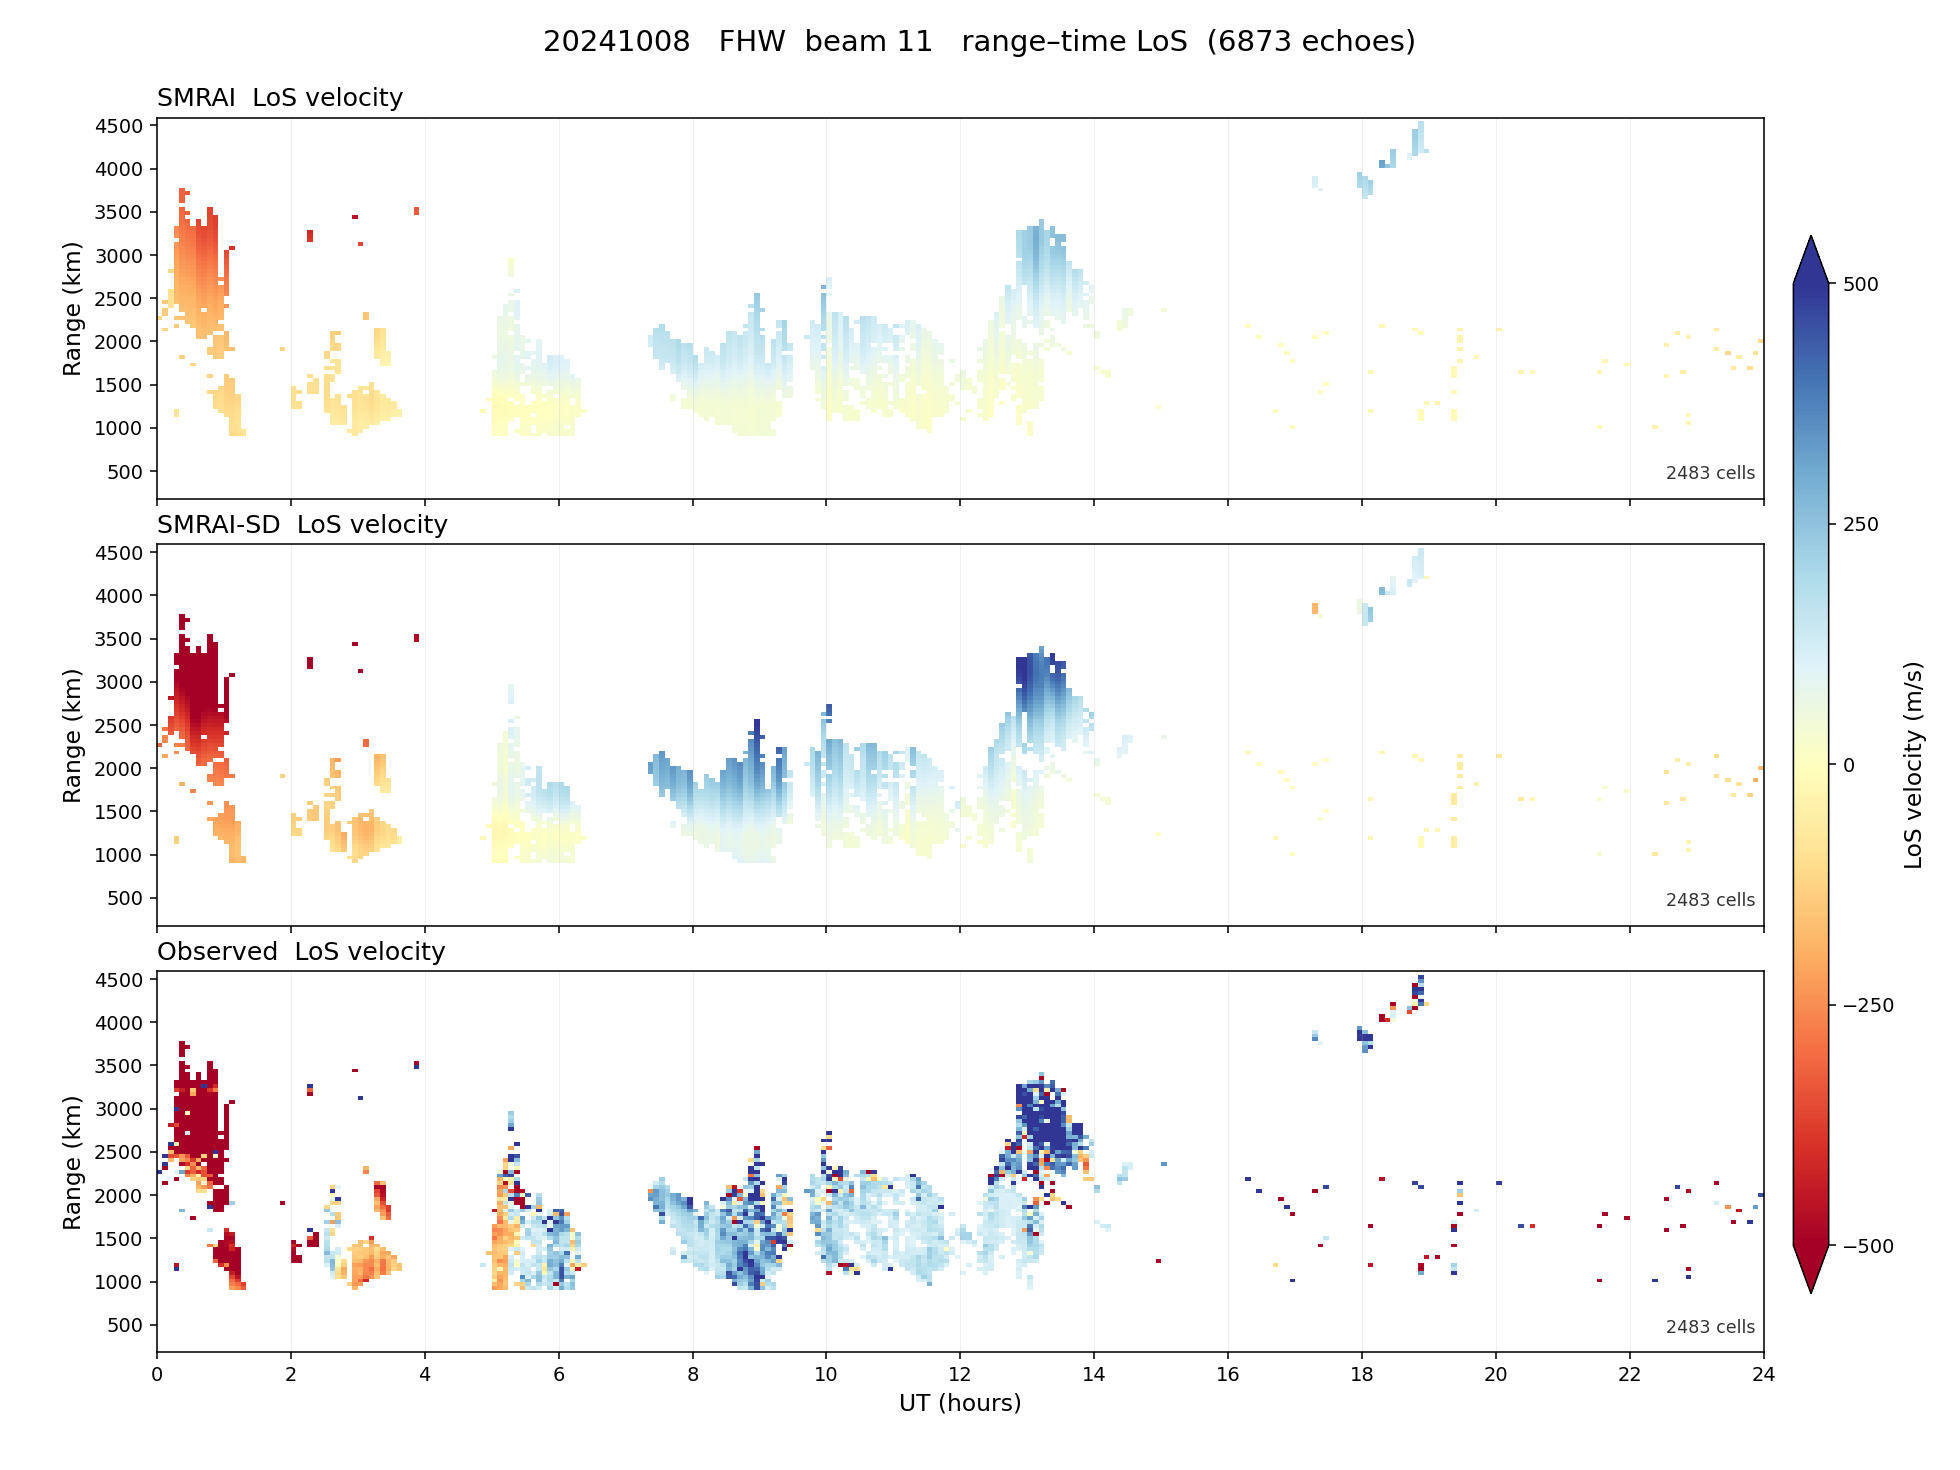 20241008   FHW  beam 11   range–time LoS  (6873 echoes)
SMRAI  LoS velocity
4500
4000
3500
3000
2500
2000
1500
1000
500
Range (km)
2483 cells
SMRAI-SD  LoS velocity
4500
4000
3500
3000
2500
2000
1500
1000
500
Range (km)
2483 cells
Observed  LoS velocity
4500
4000
3500
3000
2500
2000
1500
1000
500
Range (km)
2483 cells
0 2 4 6 8 10 12 14 16 18 20 22 24
UT (hours)
500
250
0
−250
−500
LoS velocity (m/s)